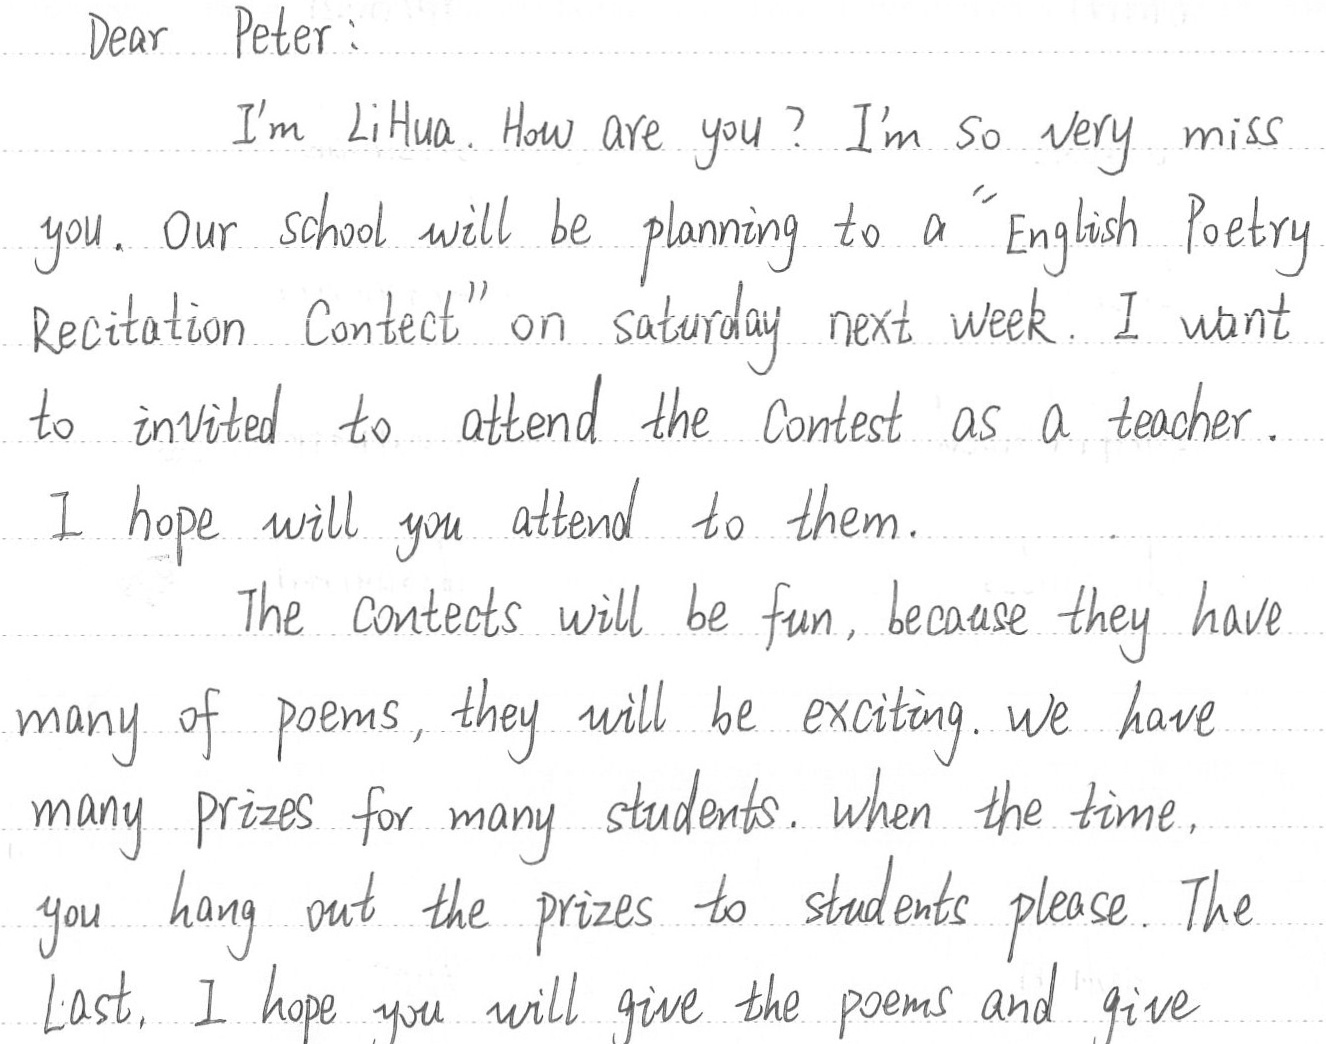 Dear Peter:
I'm LiHua. How are you? I'm so very miss
you. Our school will be planning to a "English Poetry
Recitation Contect" on saturday next week. I want
to invited to attend the Contest as a teacher.
I hope will you attend to them.
The contects will be fun, because they have
many of poems, they will be exciting. we have
many prizes for many students. when the time,
you hang out the prizes to students please. The
Last, I hope you will give the poems and give